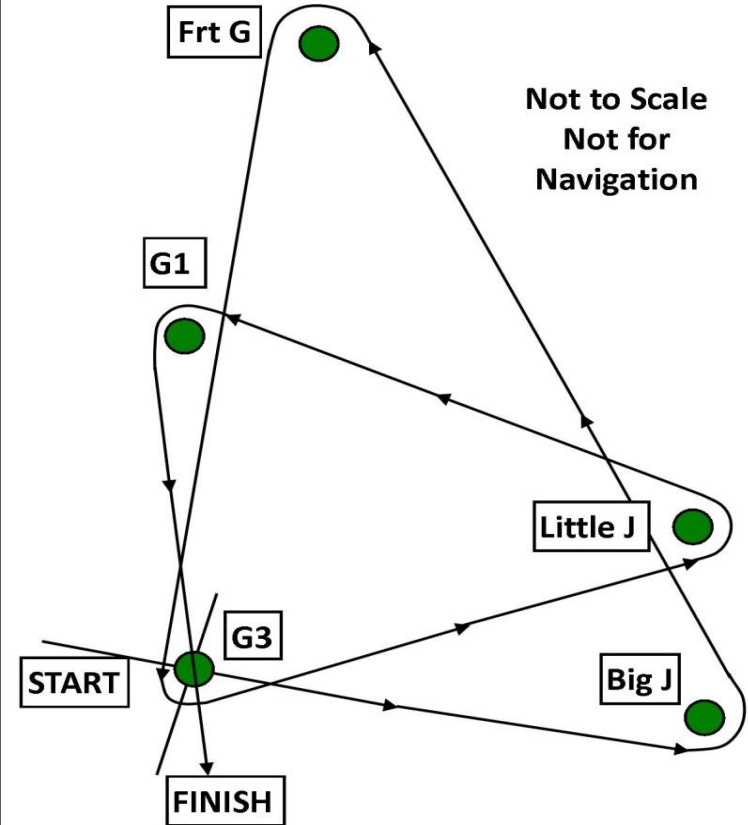 Frt G
Not to Scale
Not for
Navigation
G1
Little J
G3
START
Big J
FINISH